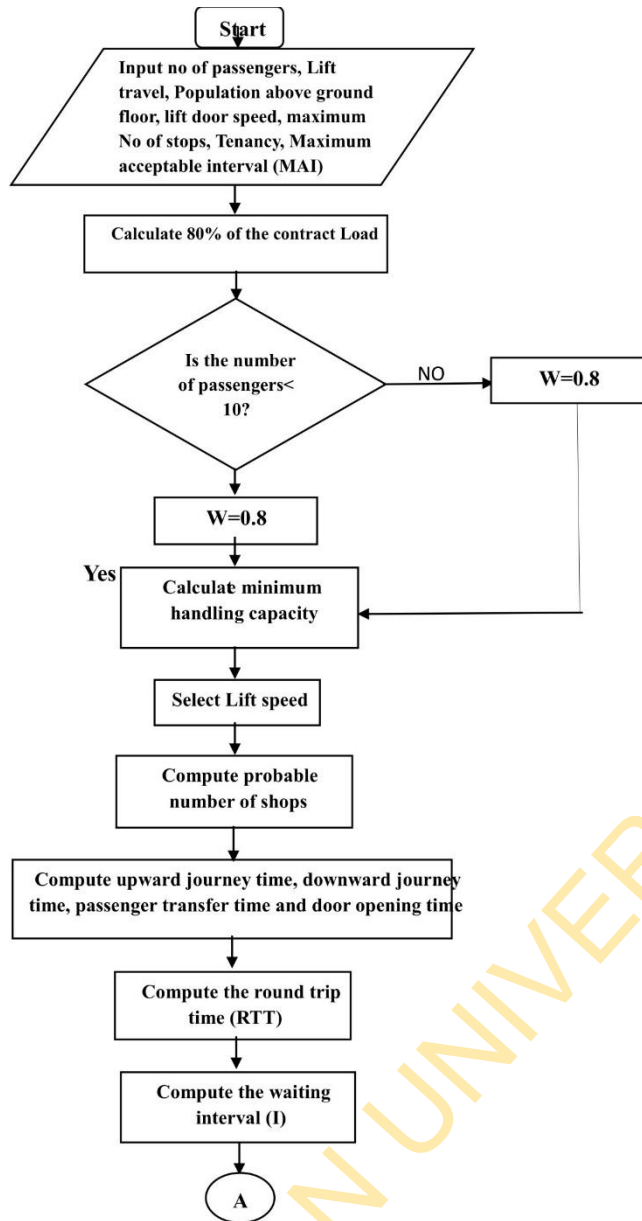 Start
Input no of passengers, Lift
travel, Population above ground
floor, lift door speed, maximum
No of stops, Tenancy, Maximum
acceptable interval (MAI)
Calculate 80% of the contract Load
Is the number
of passengers<
10?
NO
W=0.8
W=0.8
Yes
Calculate minimum
handling capacity
Select Lift speed
Compute probable
number of shops
Compute upward journey time, downward journey
time, passenger transfer time and door opening time
Compute the round trip
time (RTT)
Compute the waiting
interval (I)
A
N UNIVER